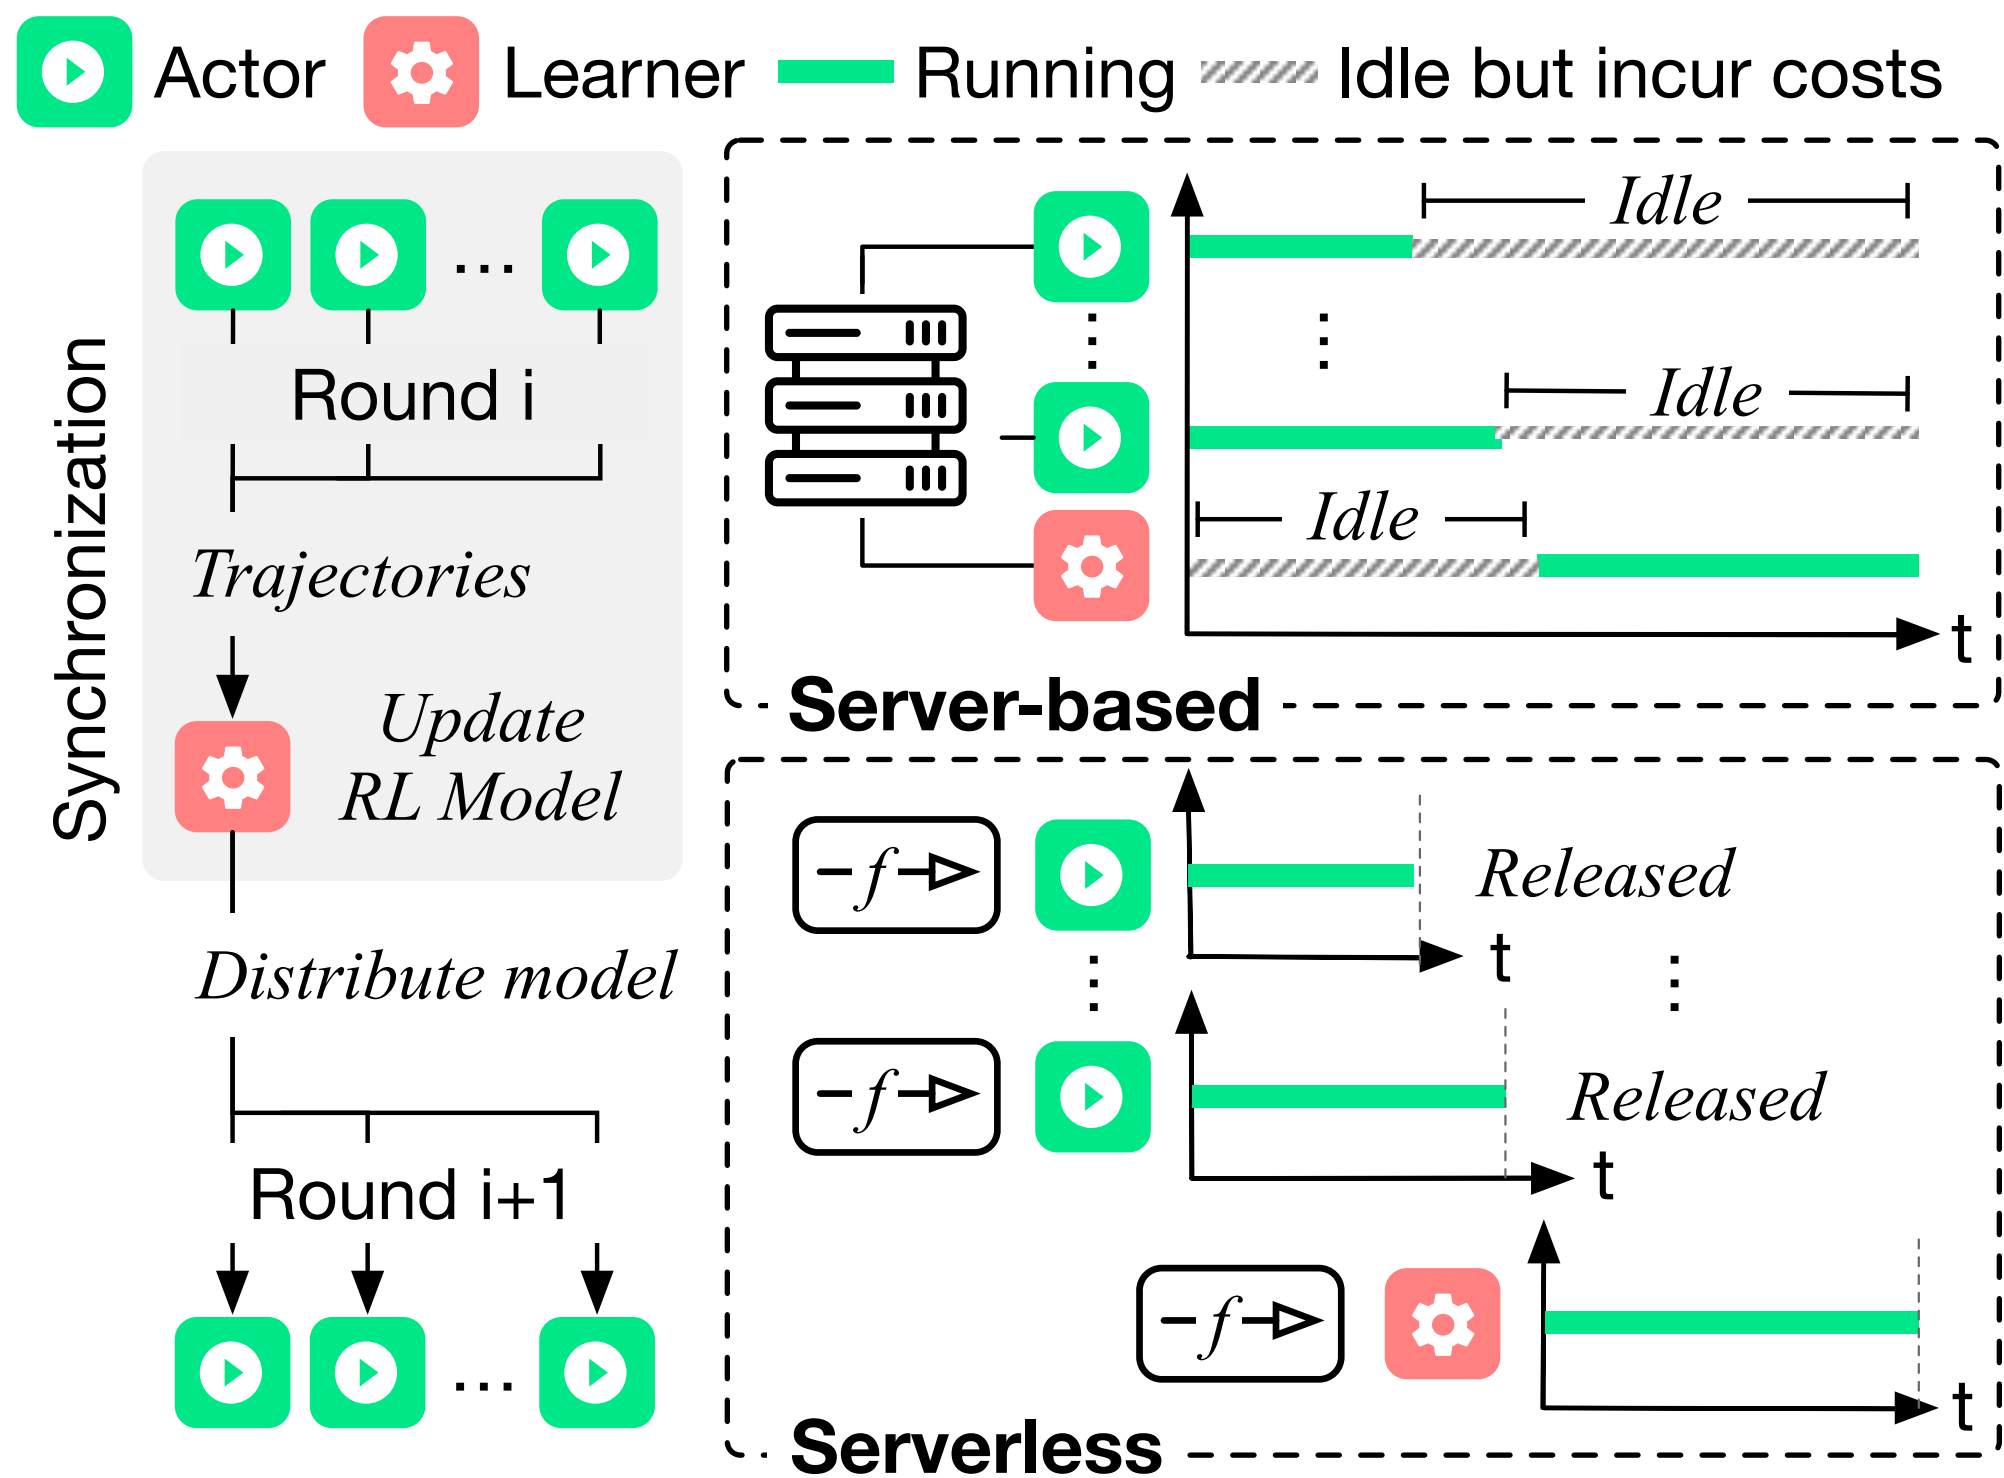 Actor
Learner
Running
Idle but incur costs
Synchronization
Round i
Trajectories
Update
RL Model
Distribute model
Round i+1
...
...
Idle
Idle
Idle
t
Server-based
f
Released
t
f
Released
t
f
t
Serverless